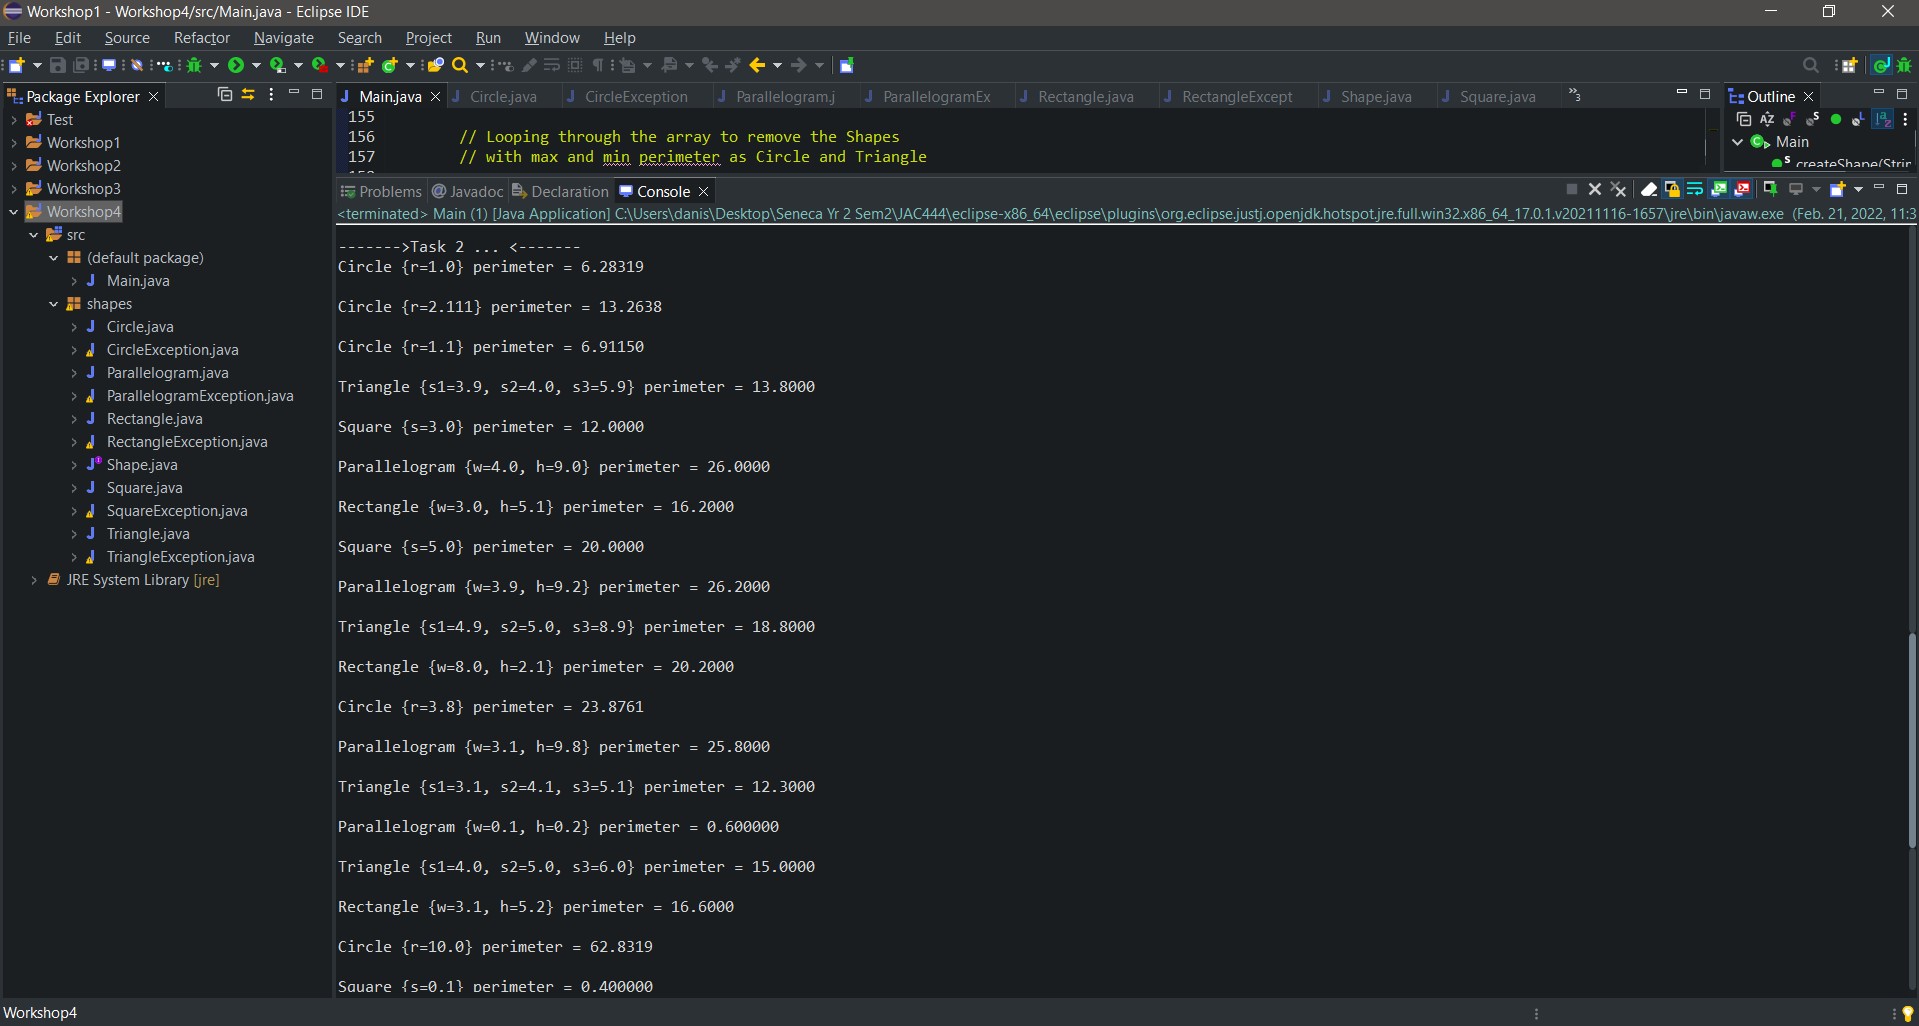 Workshop1 - Workshop4/src/Main.java - Eclipse IDE
File Edit Source Refactor Navigate Search Project Run Window Help
Package Explorer
Test
Workshop1
Workshop2
Workshop3
Workshop4
src
(default package)
Main.java
shapes
Circle.java
CircleException.java
Parallelogram.java
ParallelogramException.java
Rectangle.java
RectangleException.java
Shape.java
Square.java
SquareException.java
Triangle.java
TriangleException.java
JRE System Library [jre]
Main.java Circle.java CircleException Parallelogram.j ParallelogramEx Rectangle.java RectangleExcept Shape.java Square.java »3
155
156 // Looping through the array to remove the Shapes
157 // with max and min perimeter as Circle and Triangle
Outline
Main
createShape(Strin
Problems Javadoc Declaration Console
<terminated> Main (1) [Java Application] C:\Users\danis\Desktop\Seneca Yr 2 Sem2\JAC444\eclipse-x86_64\eclipse\plugins\org.eclipse.justj.openjdk.hotspot.jre.full.win32.x86_64_17.0.1.v20211116-1657\jre\bin\javaw.exe (Feb. 21, 2022, 11:3
------->Task 2 ... <-------
Circle {r=1.0} perimeter = 6.28319
Circle {r=2.111} perimeter = 13.2638
Circle {r=1.1} perimeter = 6.91150
Triangle {s1=3.9, s2=4.0, s3=5.9} perimeter = 13.8000
Square {s=3.0} perimeter = 12.0000
Parallelogram {w=4.0, h=9.0} perimeter = 26.0000
Rectangle {w=3.0, h=5.1} perimeter = 16.2000
Square {s=5.0} perimeter = 20.0000
Parallelogram {w=3.9, h=9.2} perimeter = 26.2000
Triangle {s1=4.9, s2=5.0, s3=8.9} perimeter = 18.8000
Rectangle {w=8.0, h=2.1} perimeter = 20.2000
Circle {r=3.8} perimeter = 23.8761
Parallelogram {w=3.1, h=9.8} perimeter = 25.8000
Triangle {s1=3.1, s2=4.1, s3=5.1} perimeter = 12.3000
Parallelogram {w=0.1, h=0.2} perimeter = 0.600000
Triangle {s1=4.0, s2=5.0, s3=6.0} perimeter = 15.0000
Rectangle {w=3.1, h=5.2} perimeter = 16.6000
Circle {r=10.0} perimeter = 62.8319
Square {s=0.1} perimeter = 0.400000
Workshop4